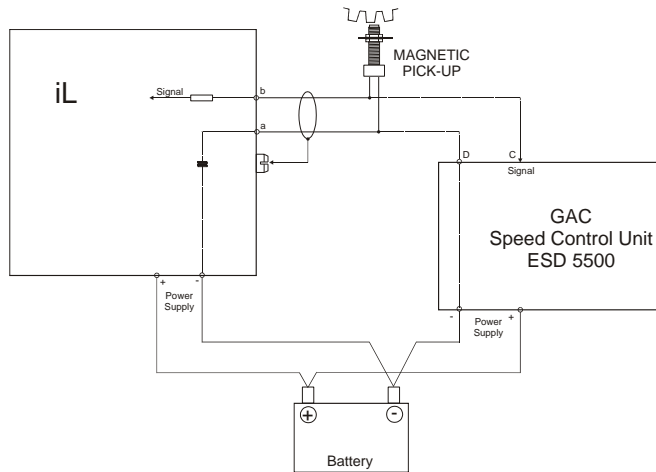 MAGNETIC
PICK-UP
iL
Signal
b
a
D
C
Signal
GAC
Speed Control Unit
ESD 5500
+
-
Power
Supply
-
Power
Supply
+
+
-
Battery